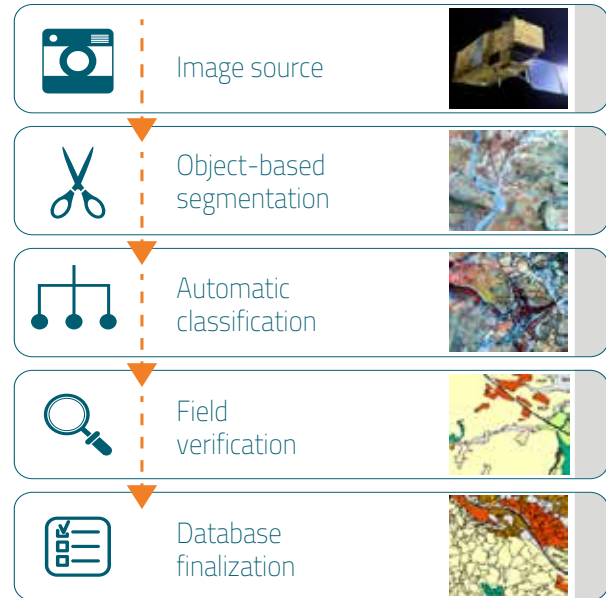 Image source
Object-based
segmentation
Automatic
classification
Field
verification
Database
finalization